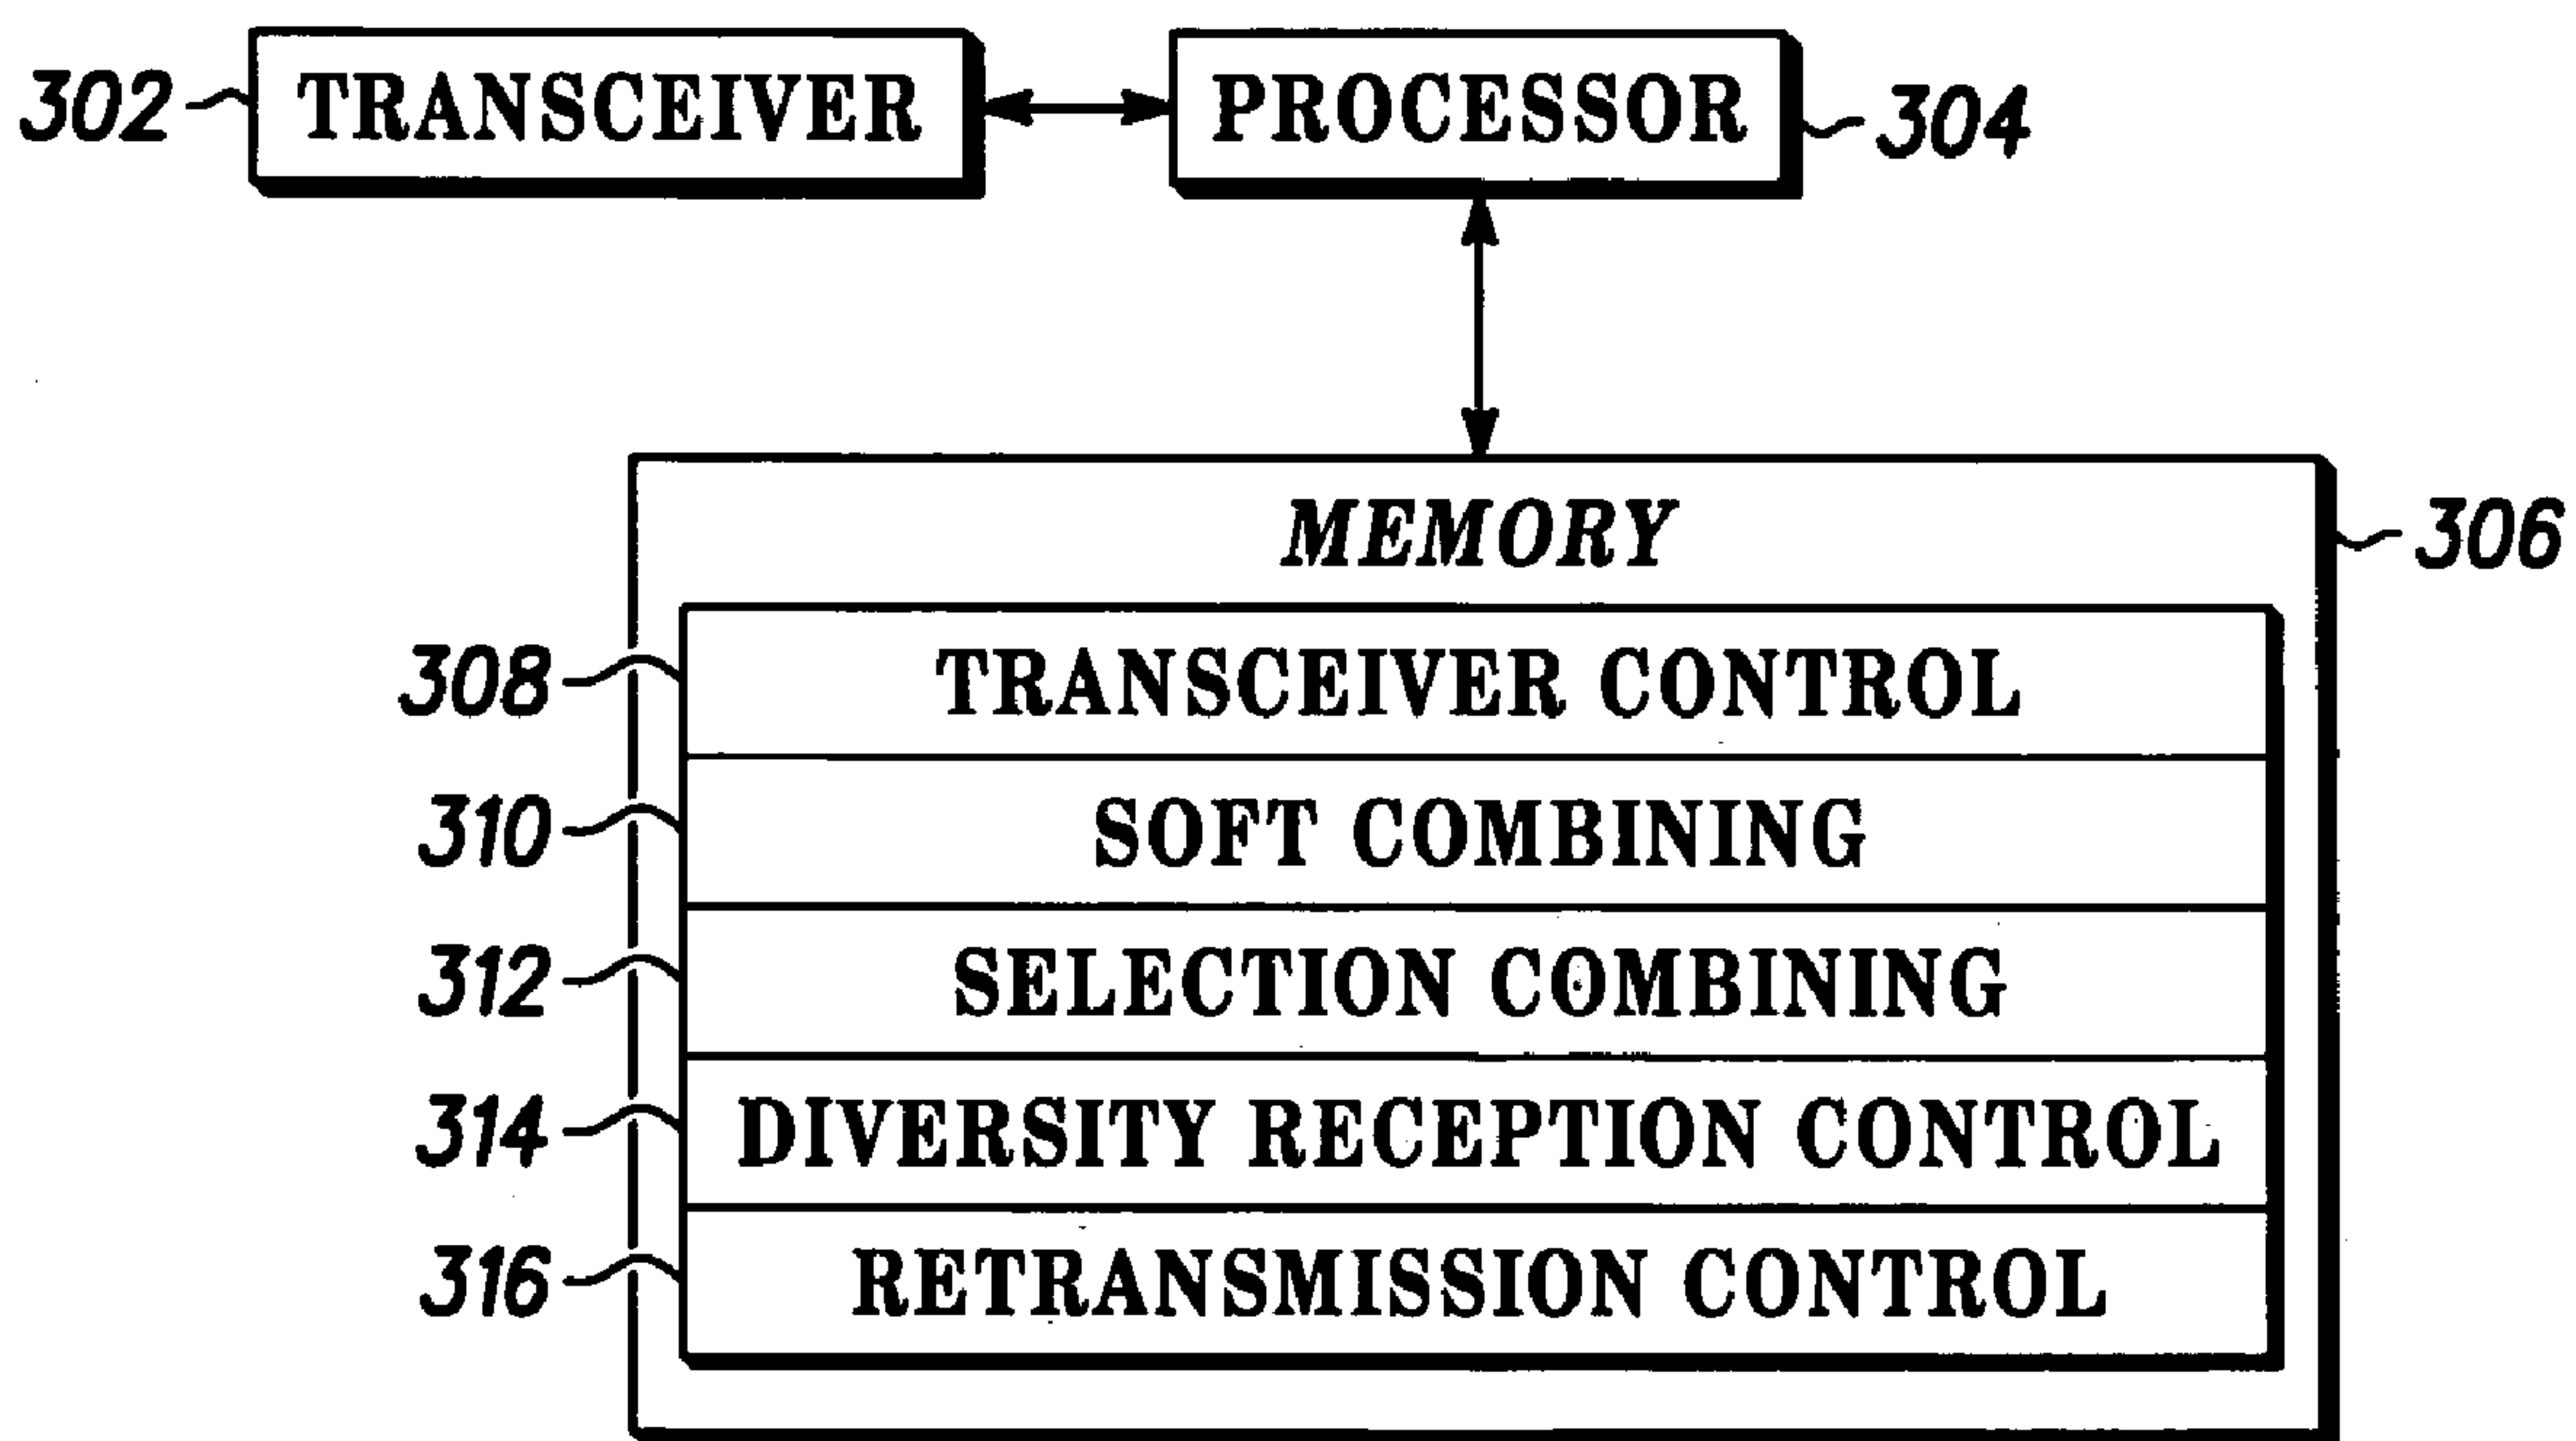 302 TRANSCEIVER PROCESSOR 304
MEMORY 306
308 TRANSCEIVER CONTROL
310 SOFT COMBINING
312 SELECTION COMBINING
314 DIVERSITY RECEPTION CONTROL
316 RETRANSMISSION CONTROL